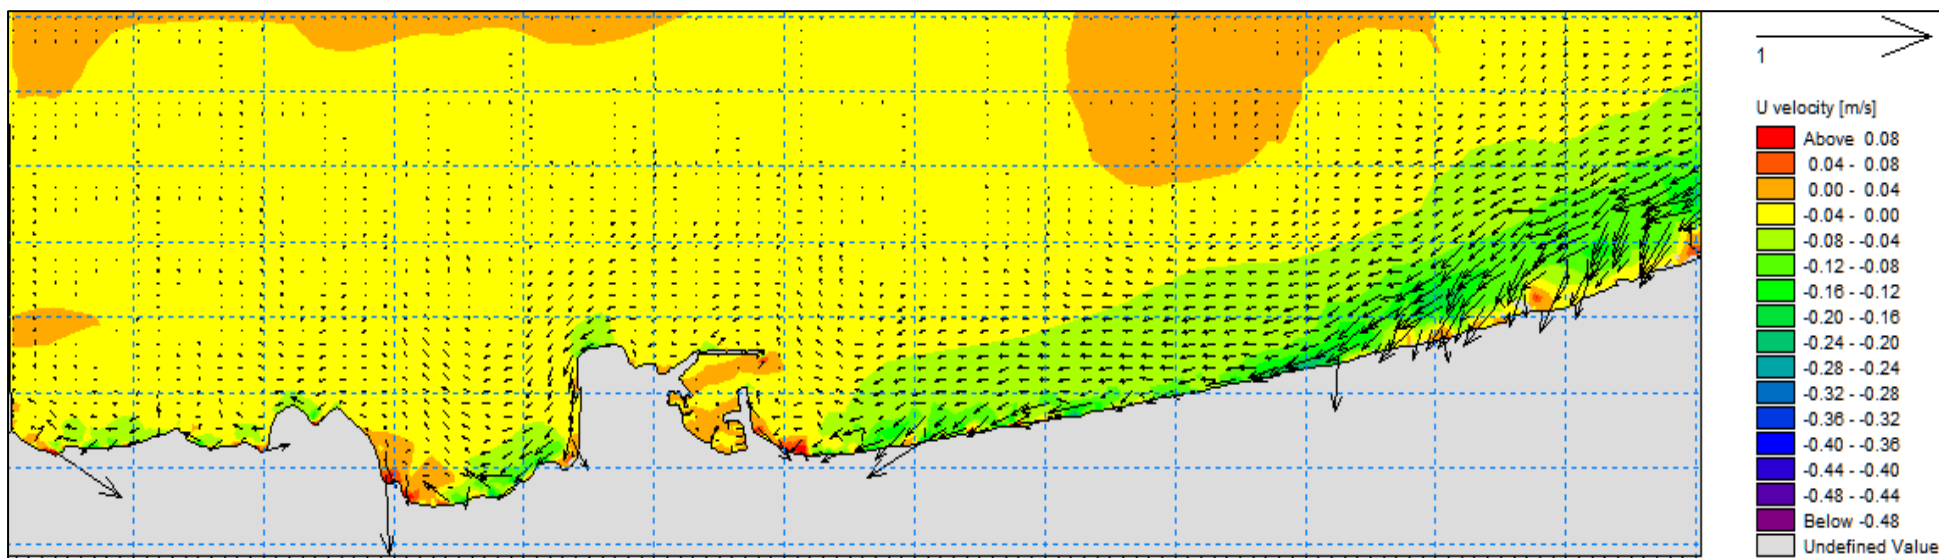 1
U velocity [m/s]
Above 0.08
0.04 - 0.08
0.00 - 0.04
-0.04 - 0.00
-0.08 - -0.04
-0.12 - -0.08
-0.16 - -0.12
-0.20 - -0.16
-0.24 - -0.20
-0.28 - -0.24
-0.32 - -0.28
-0.36 - -0.32
-0.40 - -0.36
-0.44 - -0.40
-0.48 - -0.44
Below -0.48
Undefined Value